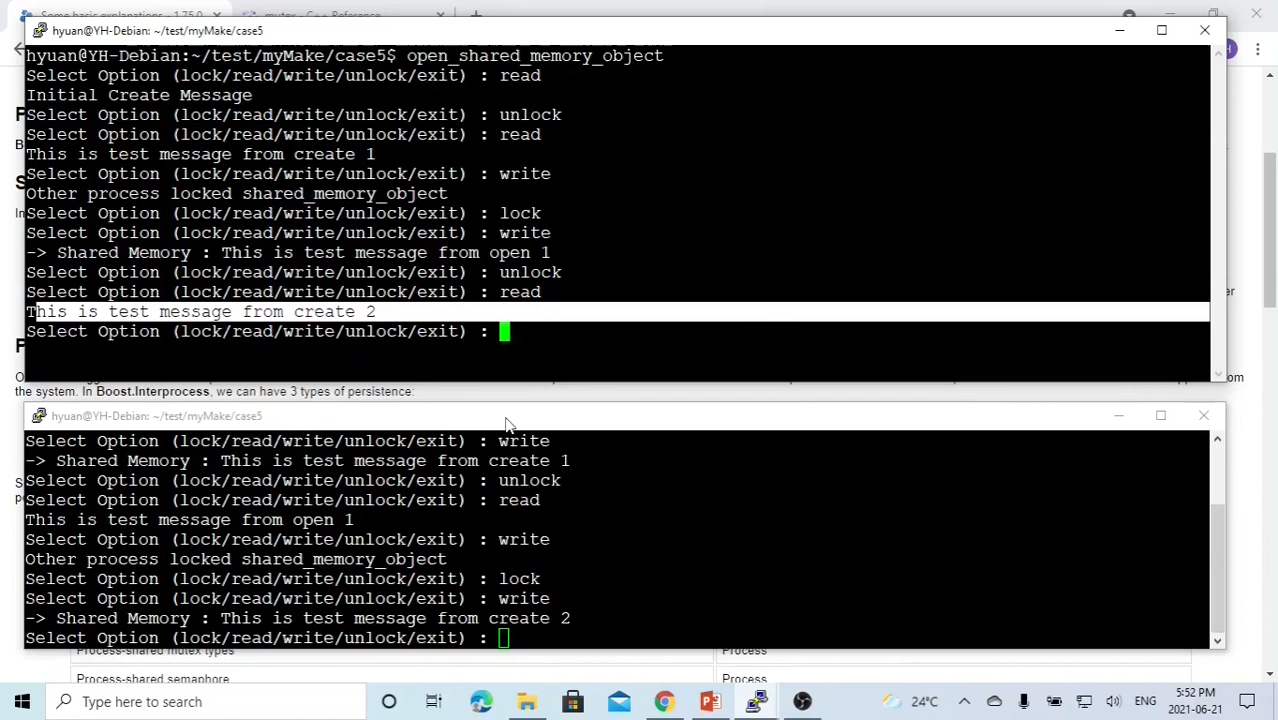 Some basic explanations - 1.75.0
mutex - C++ Reference
hyuan@YH-Debian: ~/test/myMake/case5
hyuan@YH-Debian:~/test/myMake/case5$ open_shared_memory_object
Select Option (lock/read/write/unlock/exit) : read
Initial Create Message
Select Option (lock/read/write/unlock/exit) : unlock
Select Option (lock/read/write/unlock/exit) : read
This is test message from create 1
Select Option (lock/read/write/unlock/exit) : write
Other process locked shared_memory_object
Select Option (lock/read/write/unlock/exit) : lock
Select Option (lock/read/write/unlock/exit) : write
-> Shared Memory : This is test message from open 1
Select Option (lock/read/write/unlock/exit) : unlock
Select Option (lock/read/write/unlock/exit) : read
This is test message from create 2
Select Option (lock/read/write/unlock/exit) :
the system. In Boost.Interprocess, we can have 3 types of persistence:
hyuan@YH-Debian: ~/test/myMake/case5
Select Option (lock/read/write/unlock/exit) : write
-> Shared Memory : This is test message from create 1
Select Option (lock/read/write/unlock/exit) : unlock
Select Option (lock/read/write/unlock/exit) : read
This is test message from open 1
Select Option (lock/read/write/unlock/exit) : write
Other process locked shared_memory_object
Select Option (lock/read/write/unlock/exit) : lock
Select Option (lock/read/write/unlock/exit) : write
-> Shared Memory : This is test message from create 2
Select Option (lock/read/write/unlock/exit) :
Process-shared mutex types Process
Process-shared semaphore Process
Type here to search
24°C
ENG
5:52 PM
2021-06-21